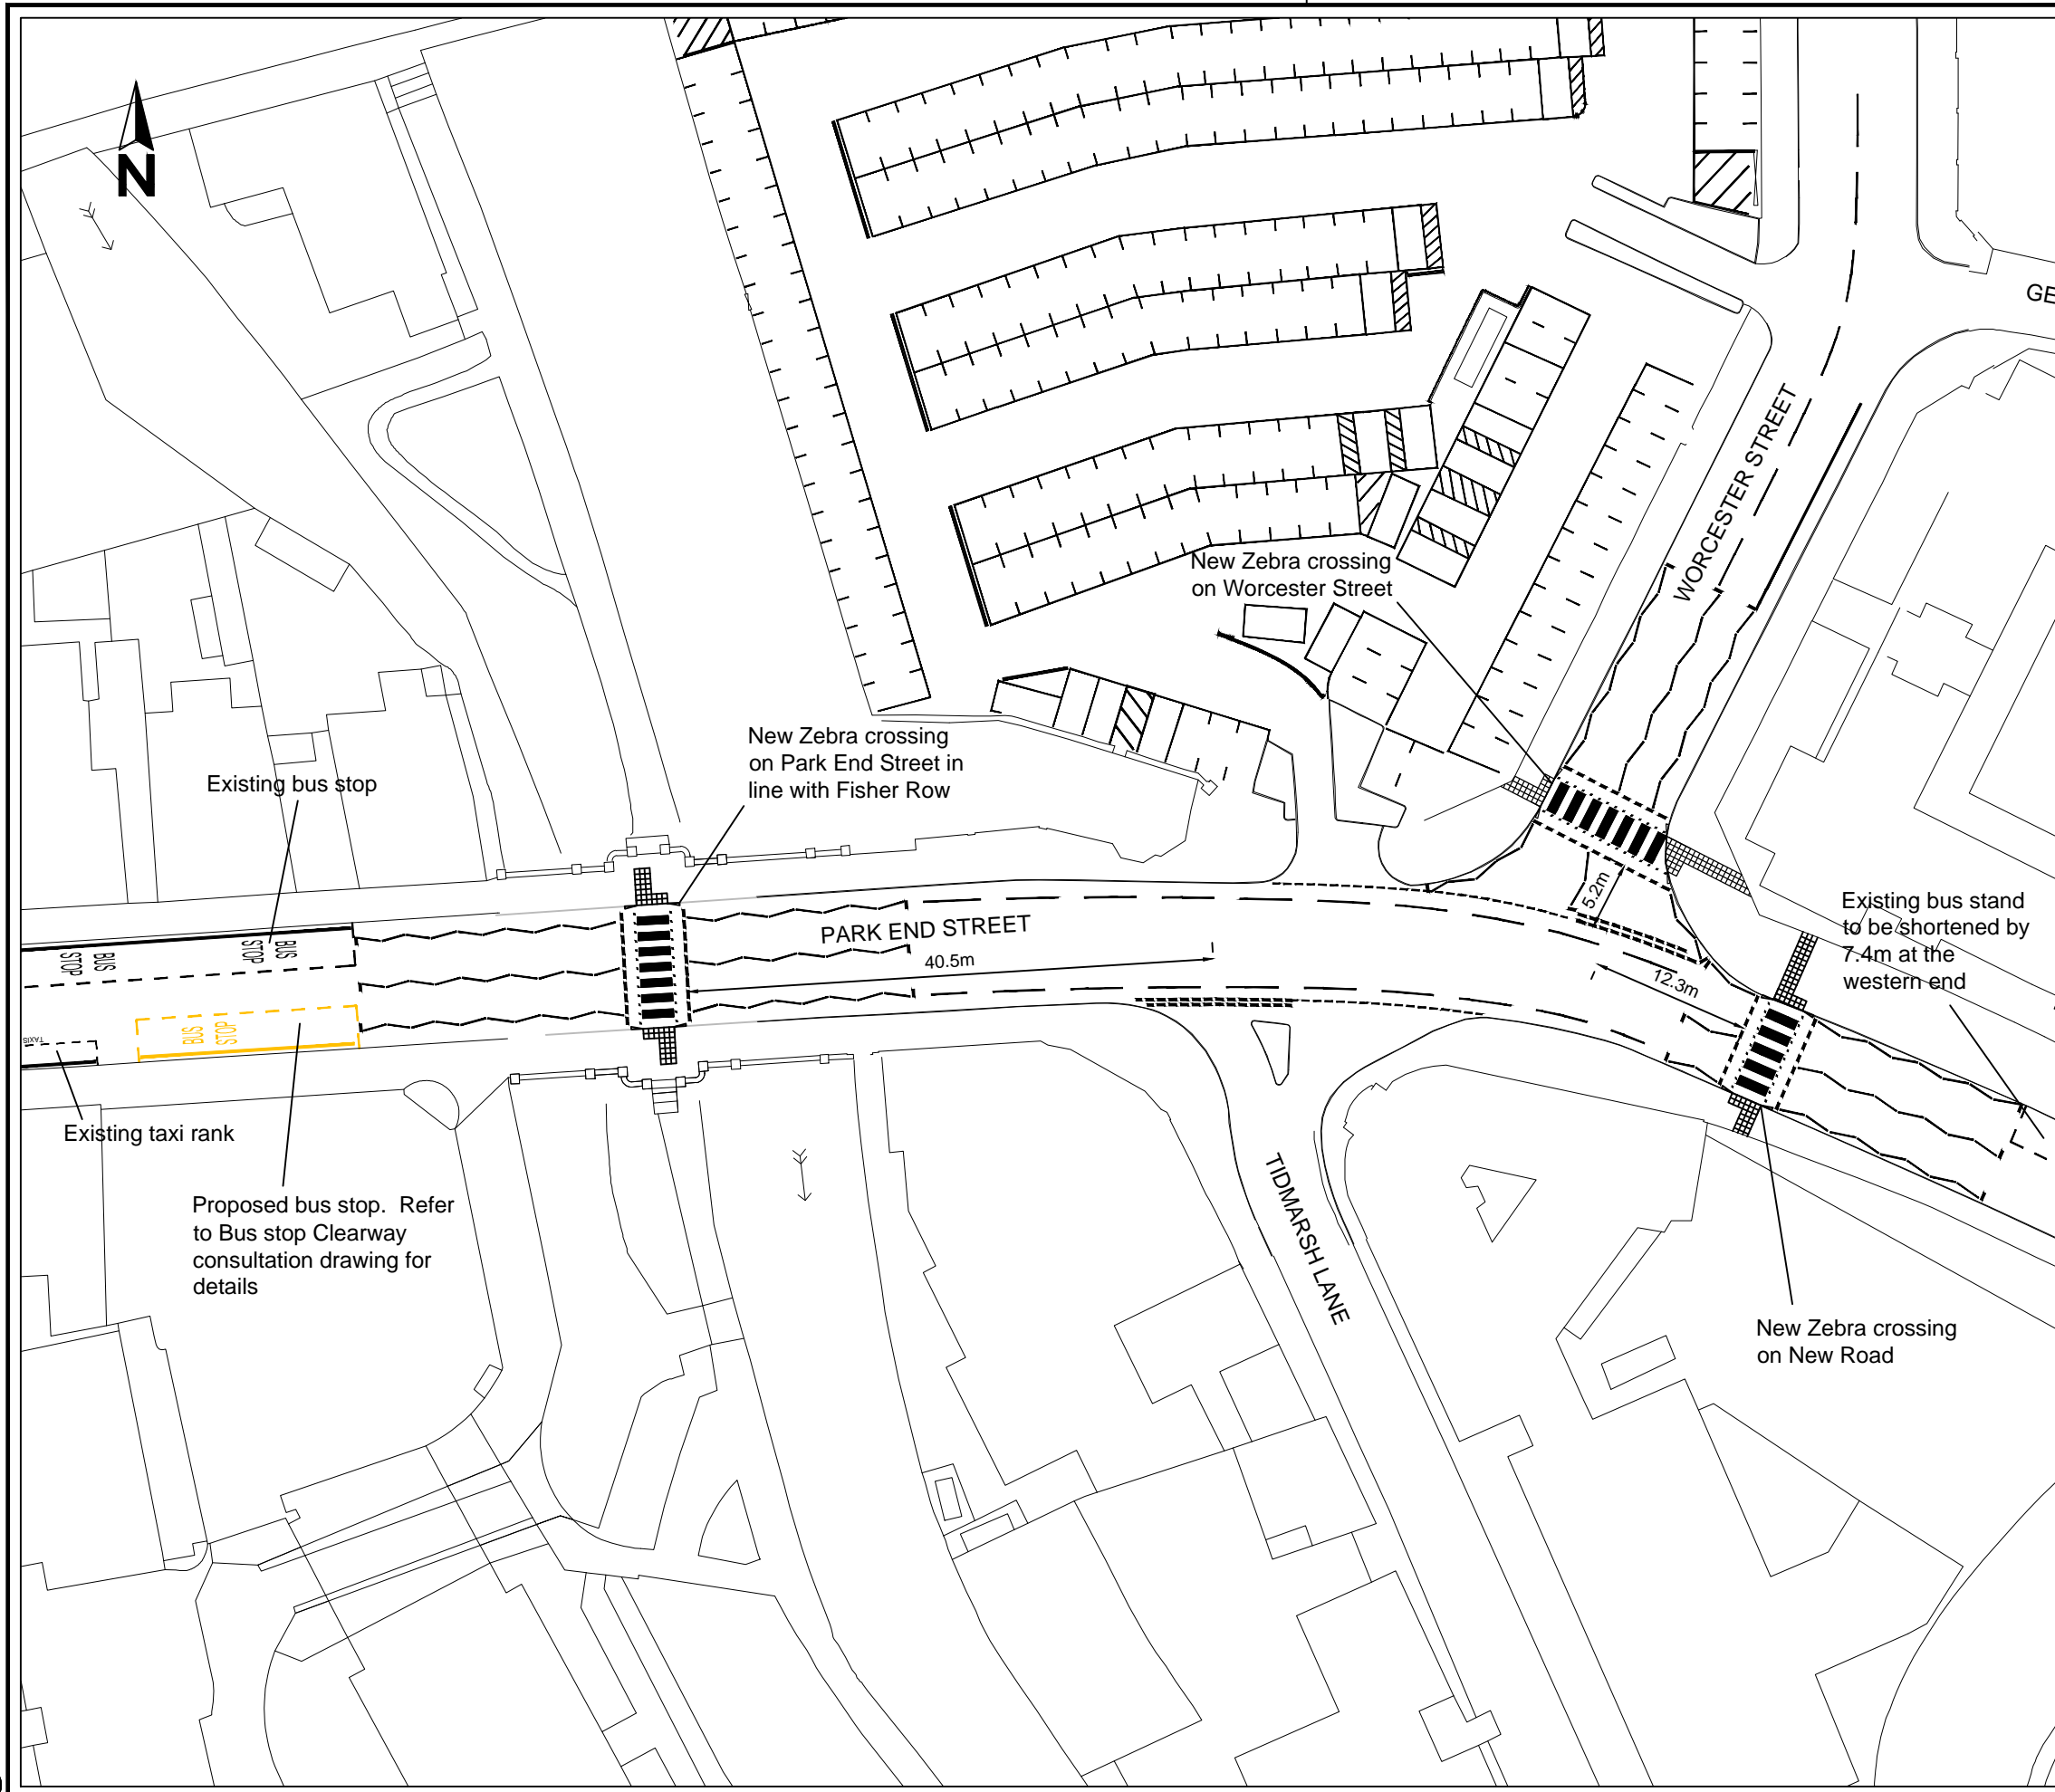 N
GE
WORCESTER STREET
New Zebra crossing
on Worcester Street
New Zebra crossing
on Park End Street in
line with Fisher Row
Existing bus stop
5.2m
Existing bus stand
to be shortened by
7.4m at the
western end
PARK END STREET
BUS
STOP
BUS
STOP
40.5m
12.3m
BUS
STOP
TAXIS
Existing taxi rank
Proposed bus stop.  Refer
to Bus stop Clearway
consultation drawing for
details
TIDMARSH LANE
New Zebra crossing
on New Road